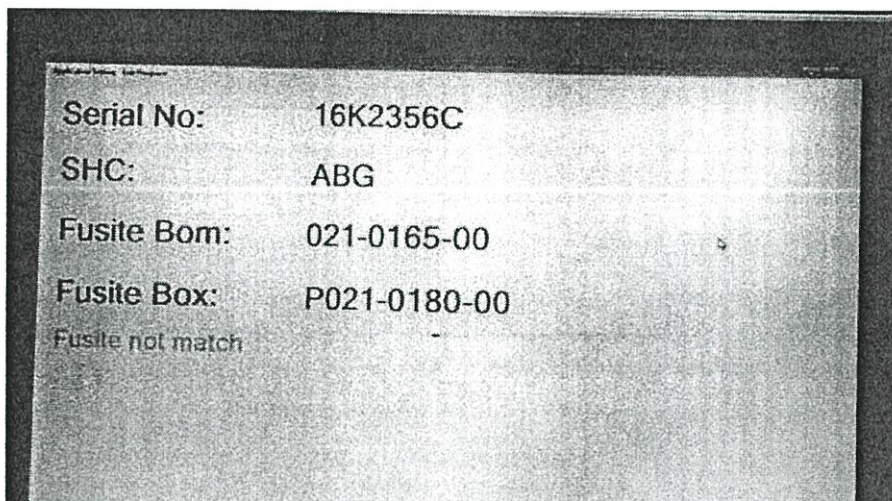 Serial No: 16K2356C
SHC: ABG
Fusite Bom: 021-0165-00
Fusite Box: P021-0180-00
Fusite not match